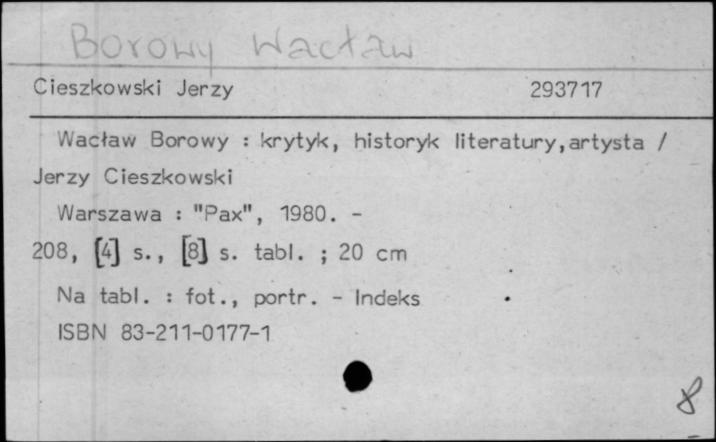 Borowy Wacław
Cieszkowski Jerzy 293717
Wacław Borowy : krytyk, historyk literatury,artysta /
Jerzy Cieszkowski
Warszawa : "Pax", 1980. -
208, [4] s., [8] s. tabl. ; 20 cm
Na tabl. : fot., portr. - Indeks
ISBN 83-211-0177-1
8